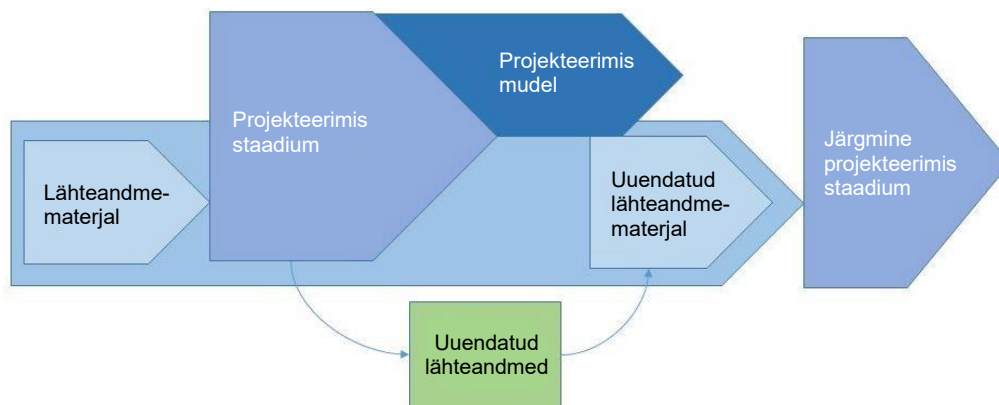 Lähteandme-
materjal
Projekteerimis
staadium
Projekteerimis
mudel
Uuendatud
lähteandme-
materjal
Järgmine
projekteerimis
staadium
Uuendatud
lähteandmed